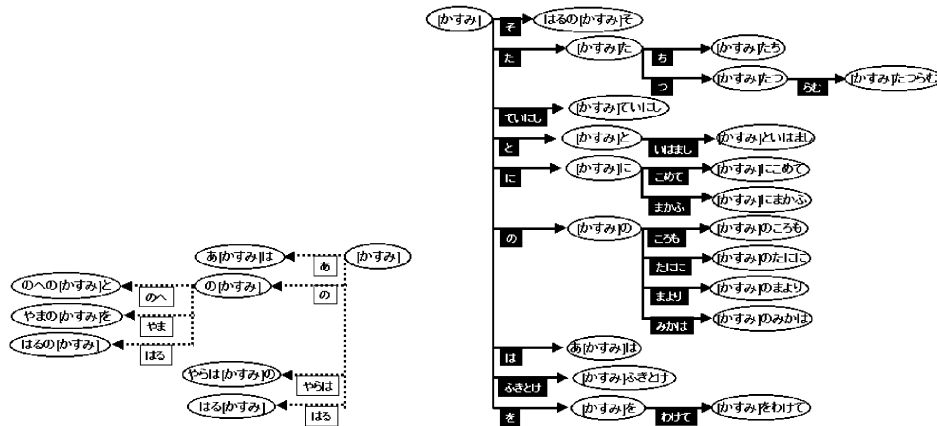 [かすみ]
そ
はるの[かすみ]そ
た
[かすみ]た
ち
[かすみ]たち
つ
[かすみ]たつ
らむ
[かすみ]たつらむ
ていにし
[かすみ]ていにし
と
[かすみ]と
いはまし
[かすみ]といはまし
に
[かすみ]に
こめて
[かすみ]にこめて
まかふ
[かすみ]にまかふ
の
[かすみ]の
ころも
[かすみ]のころも
たにに
[かすみ]のたにに
まより
[かすみ]のまより
みかは
[かすみ]のみかは
は
あ[かすみ]は
ふきとけ
[かすみ]ふきとけ
を
[かすみ]を
わけて
[かすみ]をわけて
[かすみ]
あ
あ[かすみ]は
の
の[かすみ]
のへ
のへの[かすみ]と
やま
やまの[かすみ]を
はる
はるの[かすみ]
やらは
やらは[かすみ]の
はる
はる[かすみ]